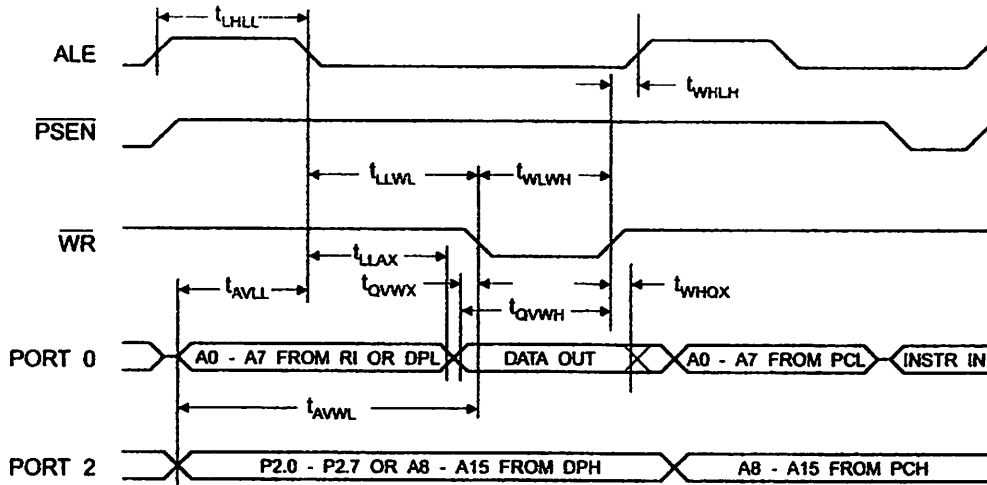 tLHLL
ALE
tWHLH
PSEN
tLLWL
tWLWH
WR
tLLAX
tQVWX
tWHQX
tAVLL
tQVWH
PORT 0
A0 - A7 FROM RI OR DPL
DATA OUT
A0 - A7 FROM PCL
INSTR IN
tAVWL
PORT 2
P2.0 - P2.7 OR A8 - A15 FROM DPH
A8 - A15 FROM PCH